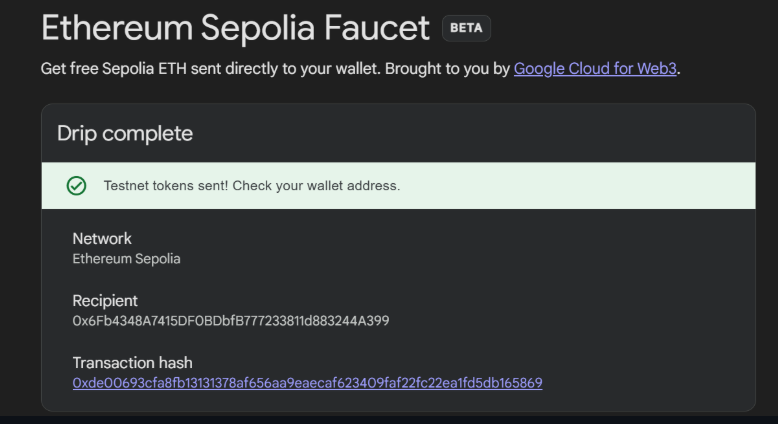 Ethereum Sepolia Faucet BETA
Get free Sepolia ETH sent directly to your wallet. Brought to you by Google Cloud for Web3.
Drip complete
Testnet tokens sent! Check your wallet address.
Network
Ethereum Sepolia
Recipient
0x6Fb4348A7415DF0BDbfB777233811d883244A399
Transaction hash
0xde00693cfa8fb13131378af656aa9eaecaf623409faf22fc22ea1fd5db165869